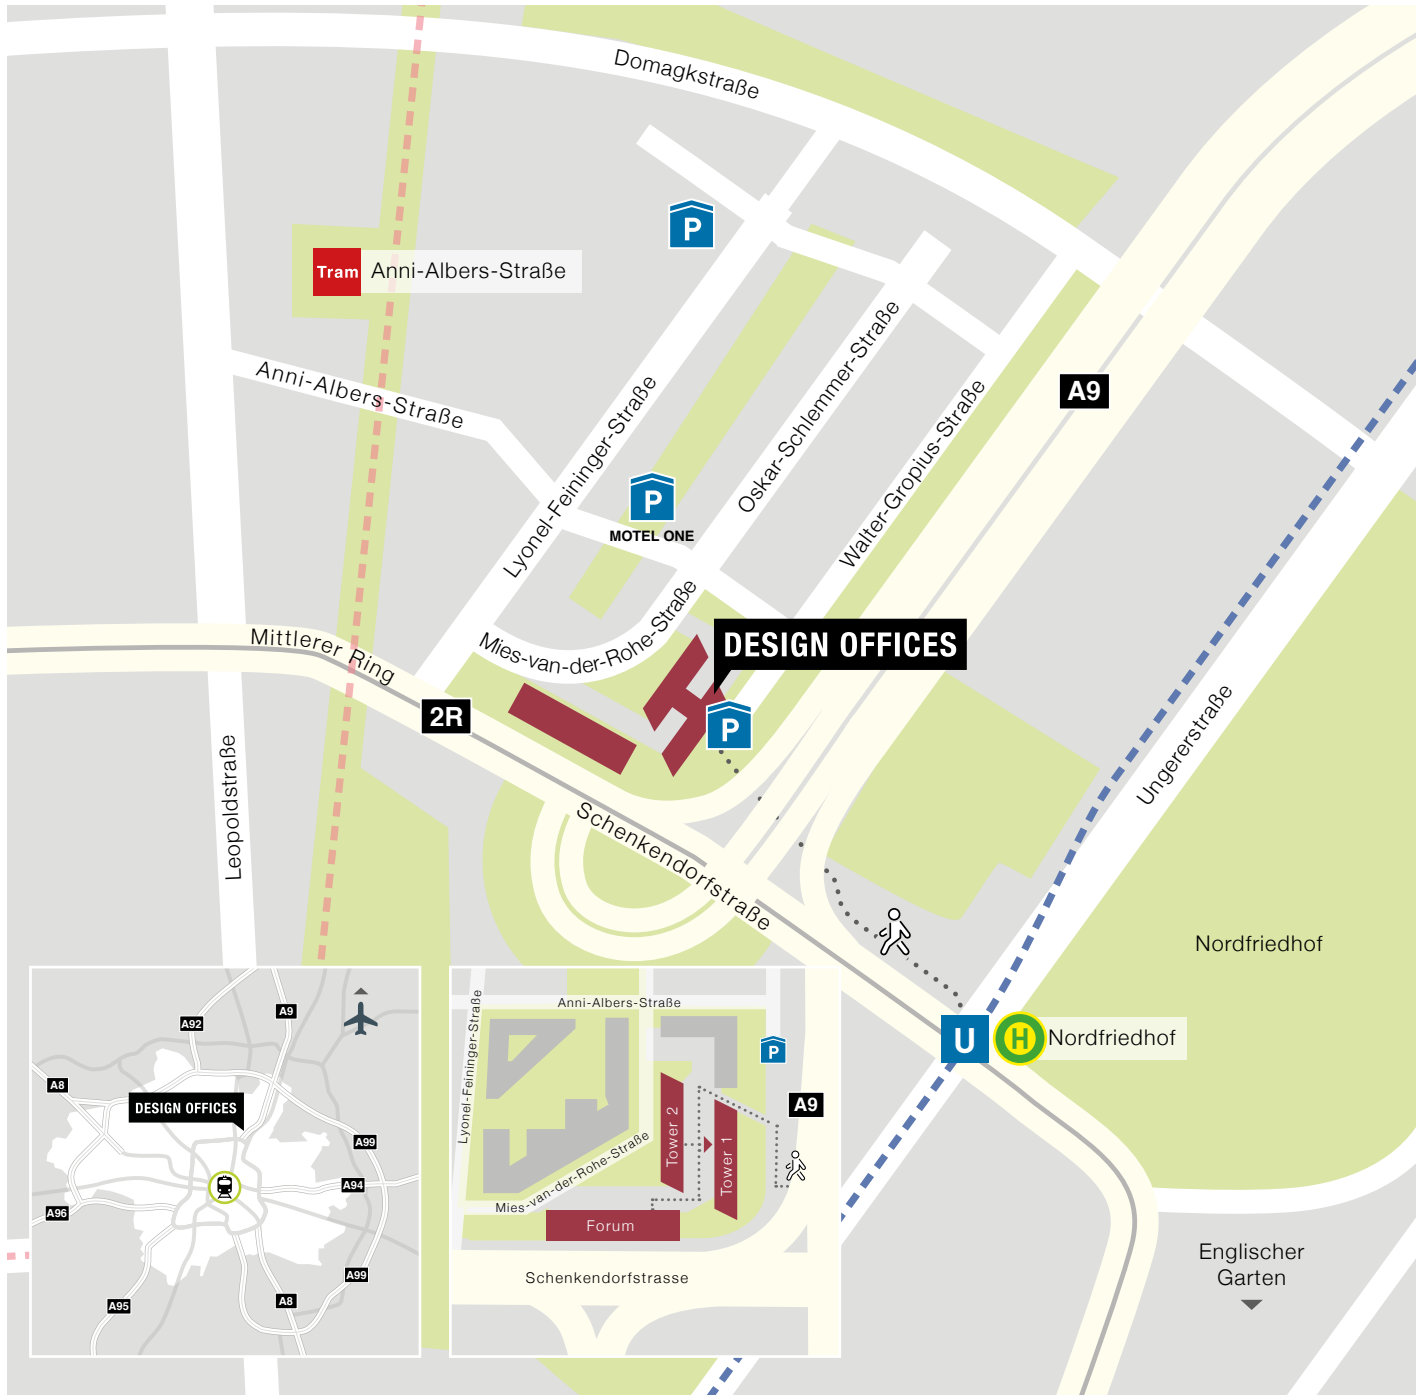 Domagkstraße
P
Tram
Anni-Albers-Straße
Anni-Albers-Straße
Lyonel-Feininger-Straße
Oskar-Schlemmer-Straße
Walter-Gropius-Straße
A9
P
MOTEL ONE
Mies-van-der-Rohe-Straße
DESIGN OFFICES
P
Mittlerer Ring
2R
Leopoldstraße
Schenkendorfstraße
Ungererstraße
Nordfriedhof
U
H
Nordfriedhof
Englischer
Garten
A92
A9
A8
DESIGN OFFICES
A99
A94
A96
A99
A95
A8
Anni-Albers-Straße
Lyonel-Feininger-Straße
P
A9
Tower 2
Tower 1
Mies-van-der-Rohe-Straße
Forum
Schenkendorfstrasse